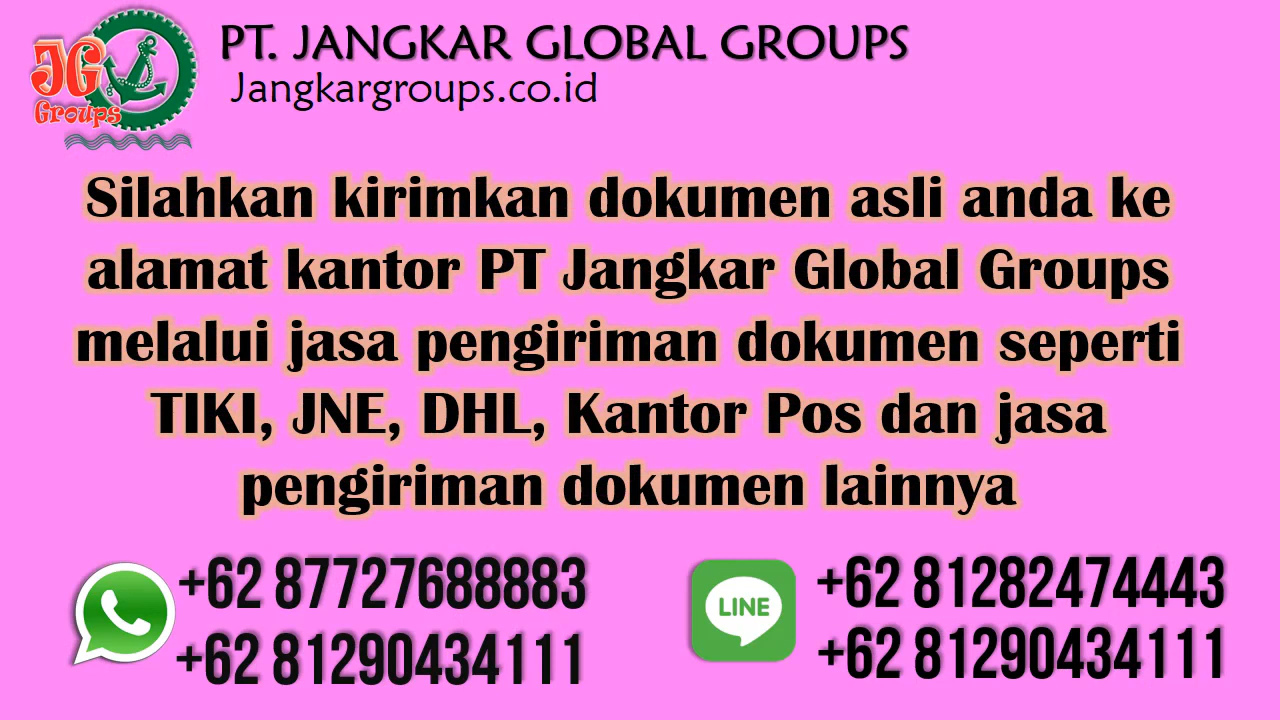 JG
Groups
PT. JANGKAR GLOBAL GROUPS
Jangkargroups.co.id
Silahkan kirimkan dokumen asli anda ke
alamat kantor PT Jangkar Global Groups
melalui jasa pengiriman dokumen seperti
TIKI, JNE, DHL, Kantor Pos dan jasa
pengiriman dokumen lainnya
+62 87727688883
+62 81290434111
LINE
+62 81282474443
+62 81290434111